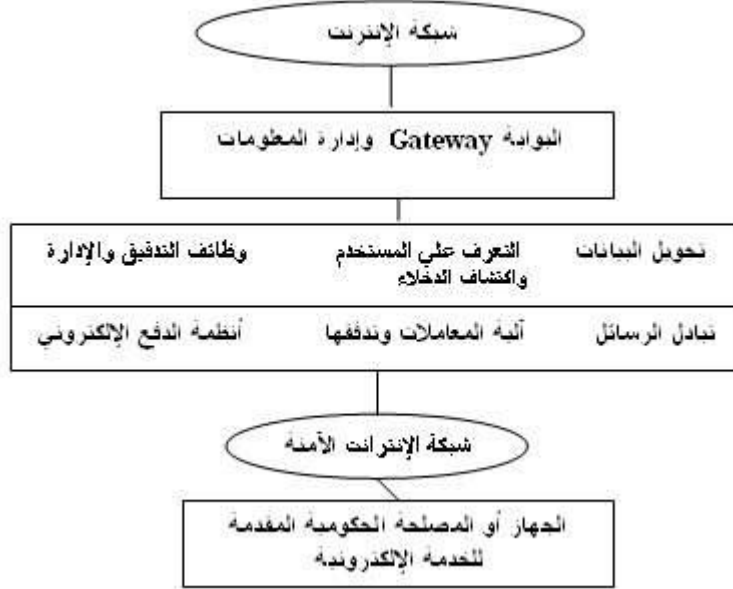 شبكة الإنترنت
البوابة Gateway وإدارة المعلومات
تحويل البيانات التعرف علي المستخدم وظائف التدقيق والإدارة
واكتشاف الدخلاء
تبادل الرسائل آلية المعاملات وتدفقها أنظمة الدفع الإلكتروني
شبكة الإنترانت الآمنة
الجهاز أو المصلحة الحكومية المقدمة
للخدمة الإلكترونية